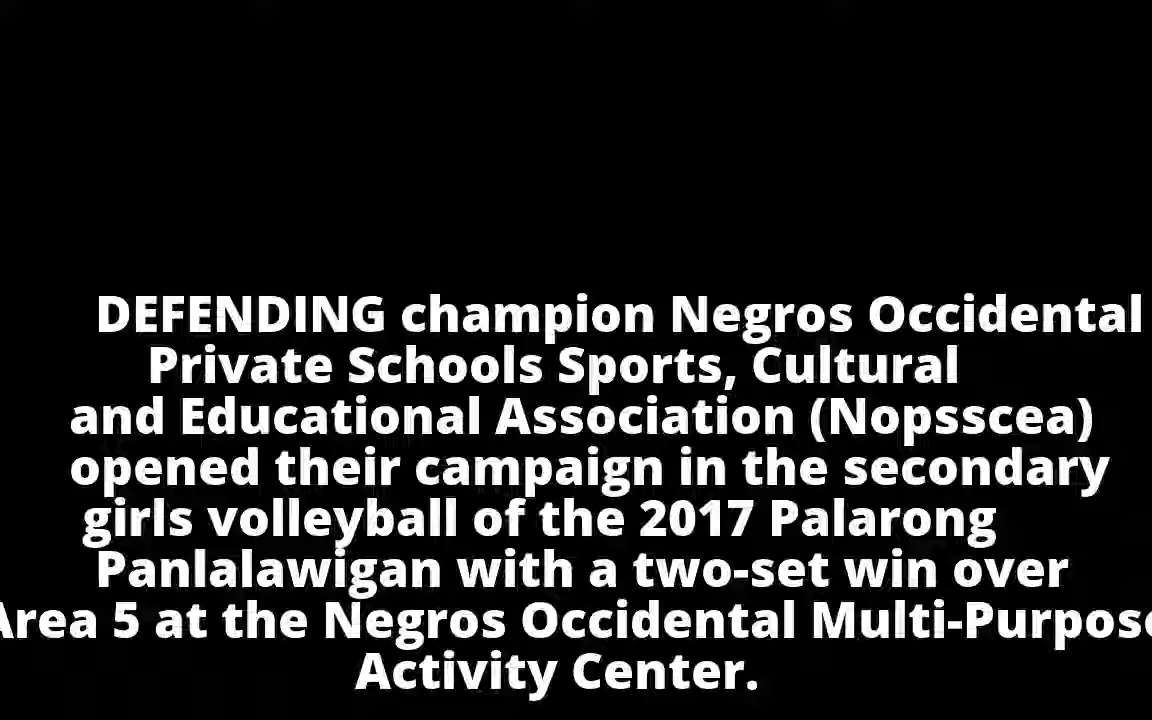 DEFENDING champion Negros Occidental
Private Schools Sports, Cultural
and Educational Association (Nopsscea)
opened their campaign in the secondary
girls volleyball of the 2017 Palarong
Panlalawigan with a two-set win over
Area 5 at the Negros Occidental Multi-Purpose
Activity Center.